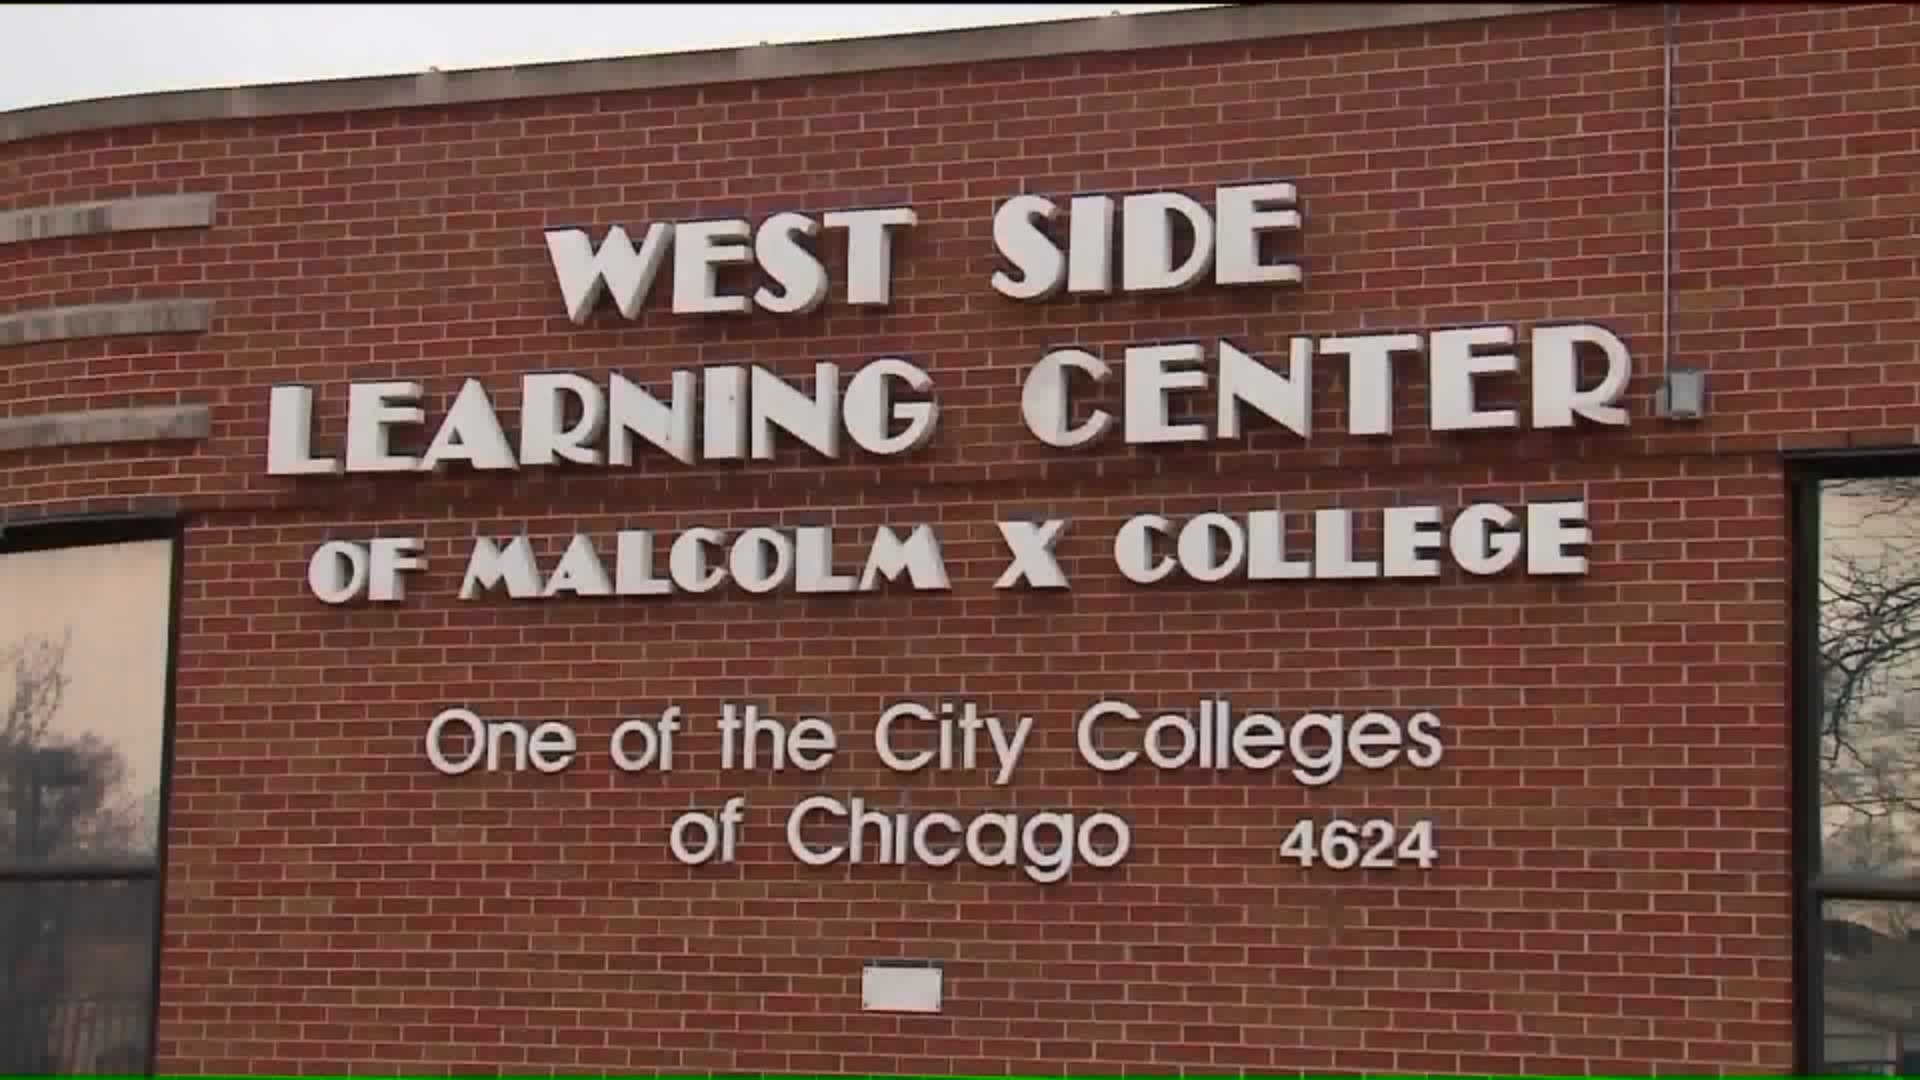 WEST SIDE
LEARNING CENTER
OF MALCOLM X COLLEGE
One of the City Colleges
of Chicago 4624